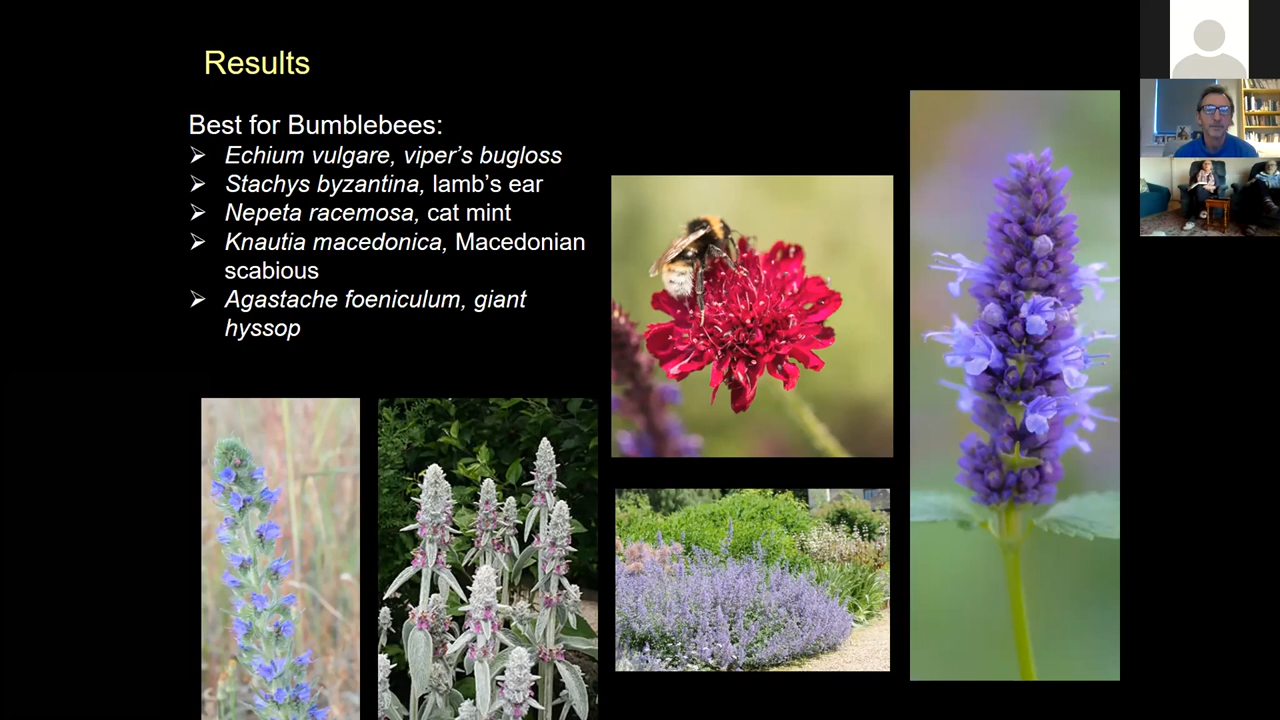 Results
Best for Bumblebees:
➢ Echium vulgare, viper’s bugloss
➢ Stachys byzantina, lamb’s ear
➢ Nepeta racemosa, cat mint
➢ Knautia macedonica, Macedonian
scabious
➢ Agastache foeniculum, giant
hyssop